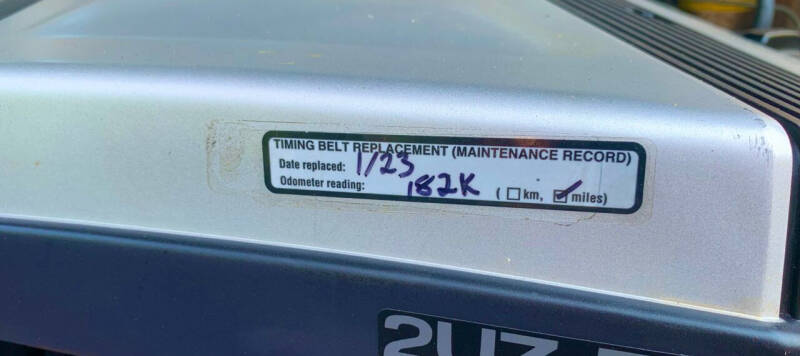 TIMING BELT REPLACEMENT (MAINTENANCE RECORD)
Date replaced: 1/23
Odometer reading: 182K ( km, miles)
2UZ